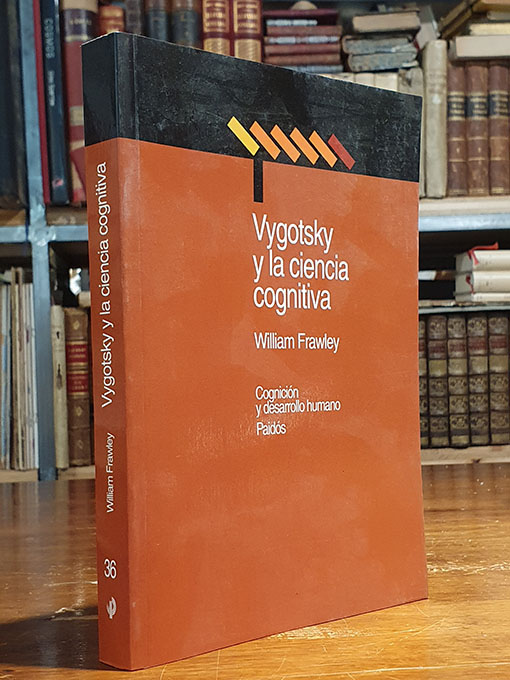 Vygotsky
y la ciencia
cognitiva
William Frawley
Cognición
y desarrollo humano
Paidós
Vygotsky y la ciencia cognitiva
William Frawley
36